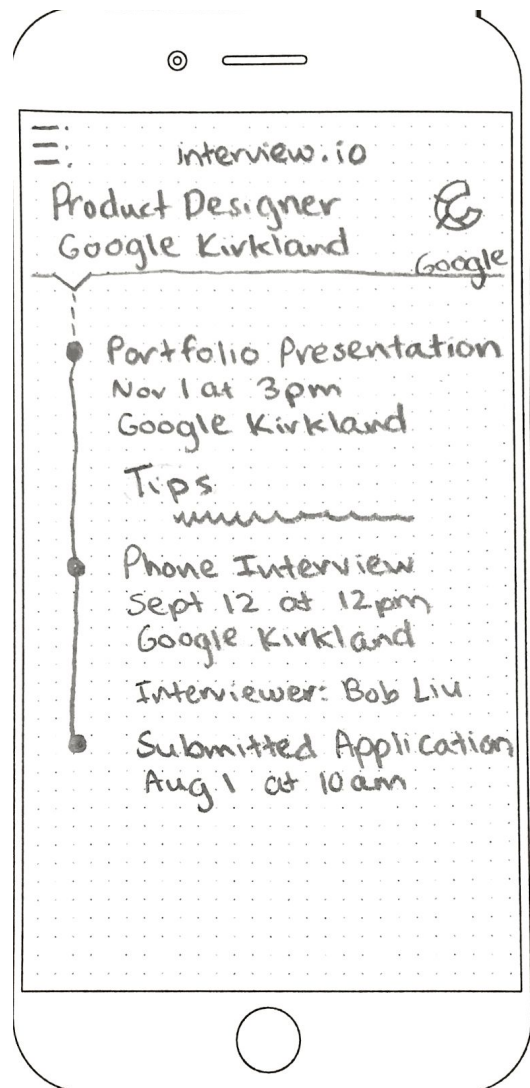 interview.io
Product Designer
Google Kirkland
Google
Portfolio Presentation
Nov 1 at 3pm
Google Kirkland
Tips
Phone Interview
Sept 12 at 12pm
Google Kirkland
Interviewer: Bob Liu
Submitted Application
Aug 1 at 10am